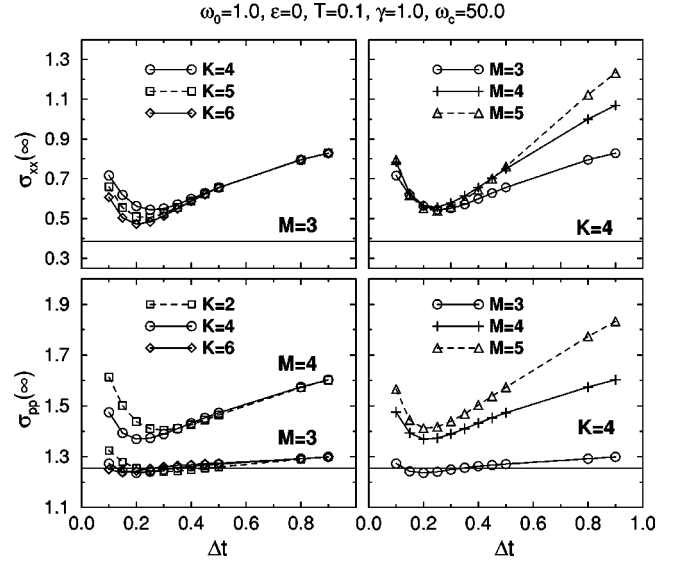 ω₀=1.0, ε=0, T=0.1, γ=1.0, ω_c=50.0
σ_xx(∞)
1.3
1.1
0.9
0.7
0.5
0.3
K=4
K=5
K=6
M=3
M=3
M=4
M=5
K=4
σ_pp(∞)
1.9
1.7
1.5
1.3
1.1
K=2
K=4
K=6
M=4
M=3
M=3
M=4
M=5
K=4
0.0 0.2 0.4 0.6 0.8
0.0 0.2 0.4 0.6 0.8 1.0
Δt
Δt